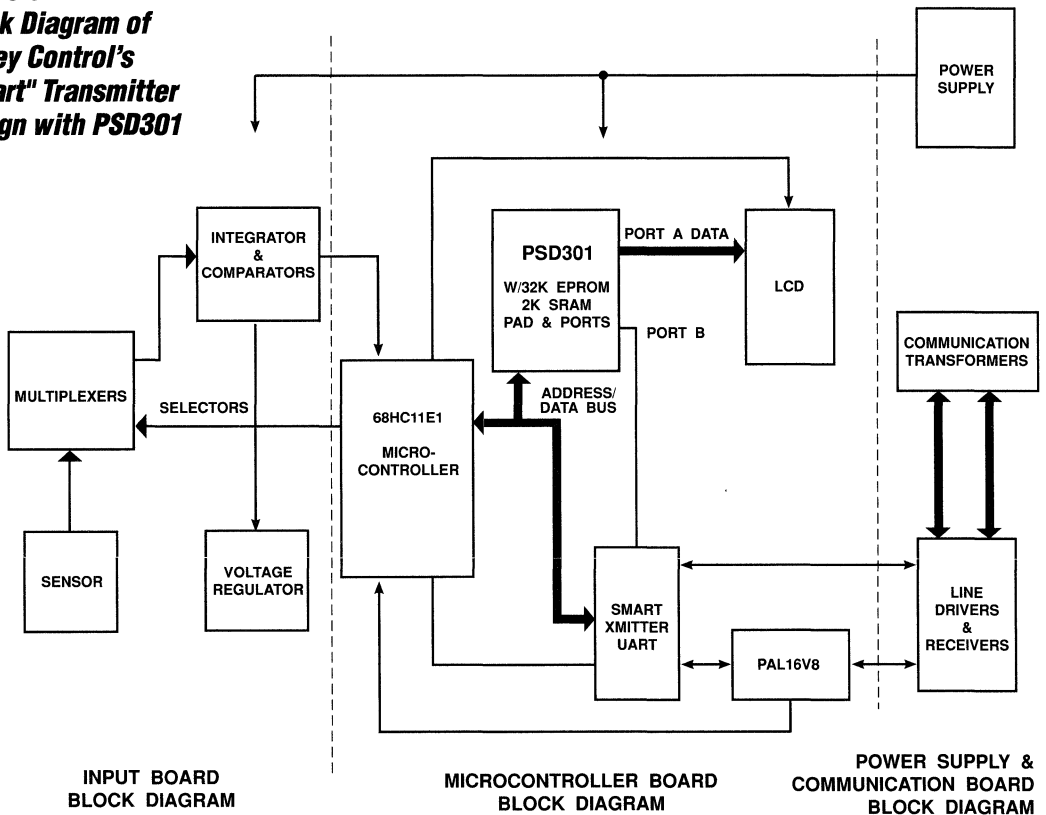 k Diagram of
ey Control's
art" Transmitter
gn with PSD301
POWER
SUPPLY
INTEGRATOR
&
COMPARATORS
PSD301
W/32K EPROM
2K SRAM
PAD & PORTS
PORT A DATA
LCD
PORT B
COMMUNICATION
TRANSFORMERS
MULTIPLEXERS
SELECTORS
68HC11E1
MICRO-
CONTROLLER
ADDRESS/
DATA BUS
SENSOR
VOLTAGE
REGULATOR
SMART
XMITTER
UART
PAL16V8
LINE
DRIVERS
&
RECEIVERS
INPUT BOARD
BLOCK DIAGRAM
MICROCONTROLLER BOARD
BLOCK DIAGRAM
POWER SUPPLY &
COMMUNICATION BOARD
BLOCK DIAGRAM